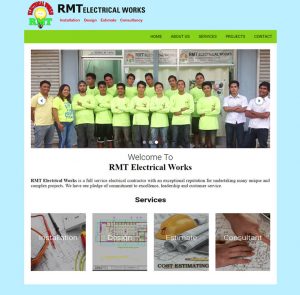 RMT ELECTRICAL WORKS
RMT
Installation Design Estimate Consultancy
HOME ABOUT US SERVICES PROJECTS CONTACT
Welcome To
RMT Electrical Works
RMT Electrical Works is a full service electrical contractor with an exceptional reputation for undertaking many unique and
complex projects. We have one pledge of commitment to excellence, leadership and customer service.
Services
Installation Design Estimate Consultant
COST ESTIMATING